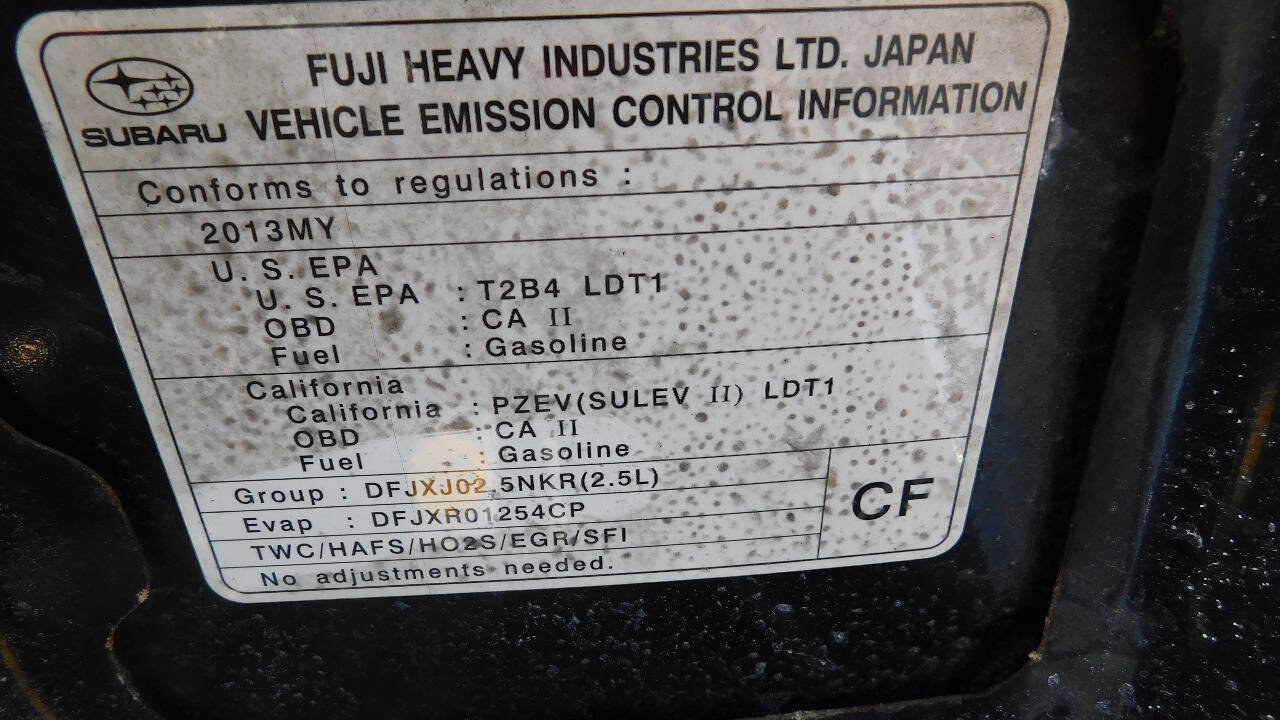 FUJI HEAVY INDUSTRIES LTD. JAPAN
SUBARU VEHICLE EMISSION CONTROL INFORMATION
Conforms to regulations :
2013MY
U. S. EPA
U. S. EPA : T2B4 LDT1
OBD : CA II
Fuel : Gasoline
California
California : PZEV(SULEV II) LDT1
OBD : CA II
Fuel : Gasoline
Group : DFJXJ02.5NKR(2.5L)
Evap : DFJXR01254CP
CF
TWC/HAFS/HO2S/EGR/SFI
No adjustments needed.